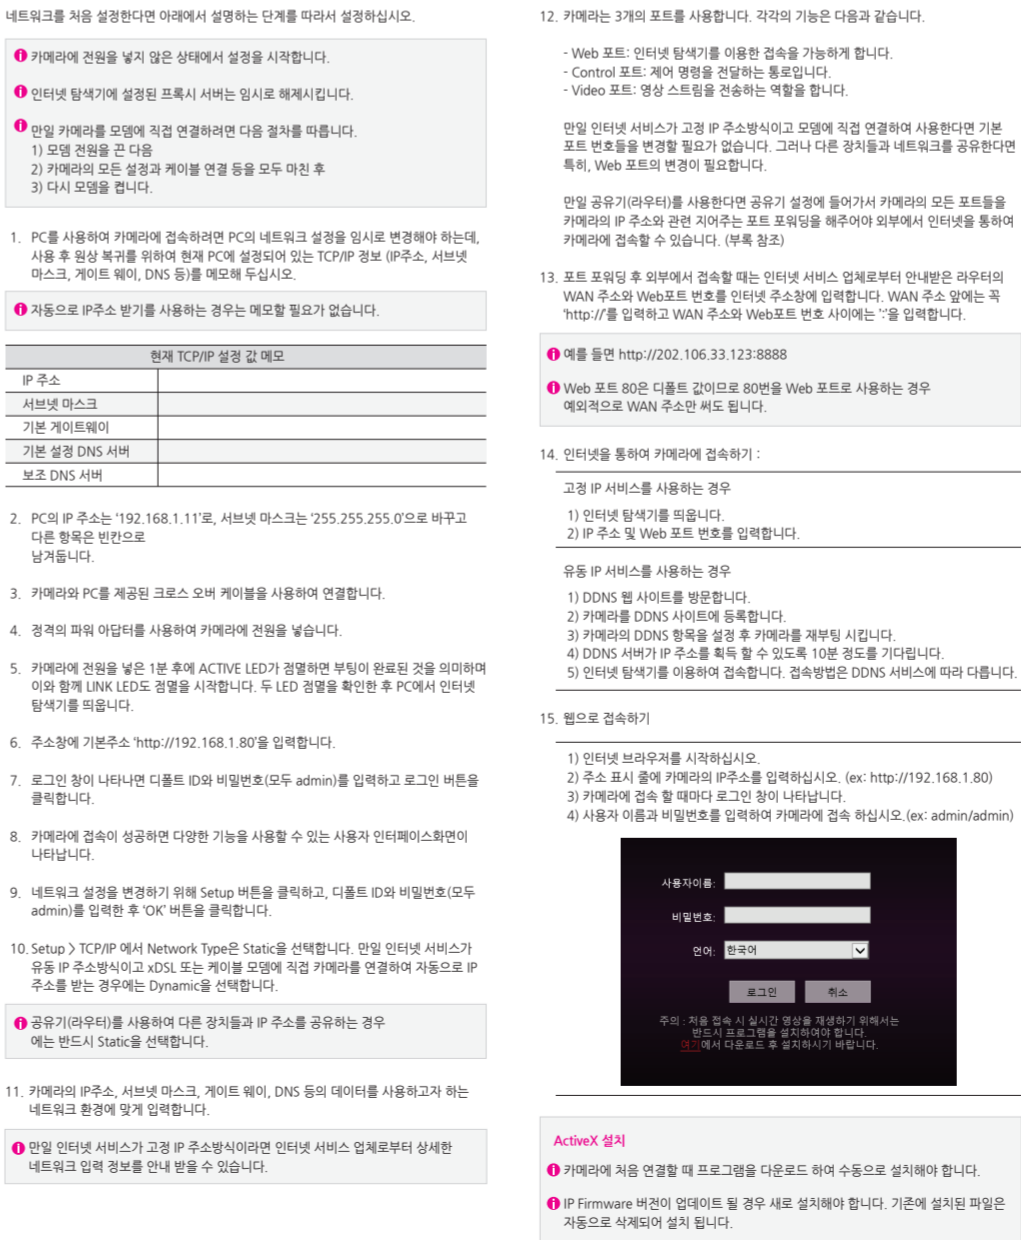 네트워크를 처음 설정한다면 아래에서 설명하는 단계를 따라서 설정하십시오.
카메라에 전원을 넣지 않은 상태에서 설정을 시작합니다.
인터넷 탐색기에 설정된 프록시 서버는 임시로 해제시킵니다.
만일 카메라를 모뎀에 직접 연결하려면 다음 절차를 따릅니다.
1) 모뎀 전원을 끈 다음
2) 카메라의 모든 설정과 케이블 연결 등을 모두 마친 후
3) 다시 모뎀을 켭니다.
1. PC를 사용하여 카메라에 접속하려면 PC의 네트워크 설정을 임시로 변경해야 하는데,
사용 후 원상 복귀를 위하여 현재 PC에 설정되어 있는 TCP/IP 정보 (IP주소, 서브넷
마스크, 게이트 웨이, DNS 등)를 메모해 두십시오.
자동으로 IP주소 받기를 사용하는 경우는 메모할 필요가 없습니다.
현재 TCP/IP 설정 값 메모
IP 주소
서브넷 마스크
기본 게이트웨이
기본 설정 DNS 서버
보조 DNS 서버
2. PC의 IP 주소는 ‘192.168.1.11’로, 서브넷 마스크는 ‘255.255.255.0’으로 바꾸고
다른 항목은 빈칸으로
남겨둡니다.
3. 카메라와 PC를 제공된 크로스 오버 케이블을 사용하여 연결합니다.
4. 정격의 파워 아답터를 사용하여 카메라에 전원을 넣습니다.
5. 카메라에 전원을 넣은 1분 후에 ACTIVE LED가 점멸하면 부팅이 완료된 것을 의미하며
이와 함께 LINK LED도 점멸을 시작합니다. 두 LED 점멸을 확인한 후 PC에서 인터넷
탐색기를 띄웁니다.
6. 주소창에 기본주소 ‘http://192.168.1.80’을 입력합니다.
7. 로그인 창이 나타나면 디폴트 ID와 비밀번호(모두 admin)를 입력하고 로그인 버튼을
클릭합니다.
8. 카메라에 접속이 성공하면 다양한 기능을 사용할 수 있는 사용자 인터페이스화면이
나타납니다.
9. 네트워크 설정을 변경하기 위해 Setup 버튼을 클릭하고, 디폴트 ID와 비밀번호(모두
admin)를 입력한 후 ‘OK’ 버튼을 클릭합니다.
10. Setup > TCP/IP 에서 Network Type은 Static을 선택합니다. 만일 인터넷 서비스가
유동 IP 주소방식이고 xDSL 또는 케이블 모뎀에 직접 카메라를 연결하여 자동으로 IP
주소를 받는 경우에는 Dynamic을 선택합니다.
공유기(라우터)를 사용하여 다른 장치들과 IP 주소를 공유하는 경우
에는 반드시 Static을 선택합니다.
11. 카메라의 IP주소, 서브넷 마스크, 게이트 웨이, DNS 등의 데이터를 사용하고자 하는
네트워크 환경에 맞게 입력합니다.
만일 인터넷 서비스가 고정 IP 주소방식이라면 인터넷 서비스 업체로부터 상세한
네트워크 입력 정보를 안내 받을 수 있습니다.
12. 카메라는 3개의 포트를 사용합니다. 각각의 기능은 다음과 같습니다.
- Web 포트: 인터넷 탐색기를 이용한 접속을 가능하게 합니다.
- Control 포트: 제어 명령을 전달하는 통로입니다.
- Video 포트: 영상 스트림을 전송하는 역할을 합니다.
만일 인터넷 서비스가 고정 IP 주소방식이고 모뎀에 직접 연결하여 사용한다면 기본
포트 번호들을 변경할 필요가 없습니다. 그러나 다른 장치들과 네트워크를 공유한다면
특히, Web 포트의 변경이 필요합니다.
만일 공유기(라우터)를 사용한다면 공유기 설정에 들어가서 카메라의 모든 포트들을
카메라의 IP 주소와 관련 지어주는 포트 포워딩을 해주어야 외부에서 인터넷을 통하여
카메라에 접속할 수 있습니다. (부록 참조)
13. 포트 포워딩 후 외부에서 접속할 때는 인터넷 서비스 업체로부터 안내받은 라우터의
WAN 주소와 Web포트 번호를 인터넷 주소창에 입력합니다. WAN 주소 앞에는 꼭
‘http://’를 입력하고 WAN 주소와 Web포트 번호 사이에는 ‘:’을 입력합니다.
예를 들면 http://202.106.33.123:8888
Web 포트 80은 디폴트 값이므로 80번을 Web 포트로 사용하는 경우
예외적으로 WAN 주소만 써도 됩니다.
14. 인터넷을 통하여 카메라에 접속하기 :
고정 IP 서비스를 사용하는 경우
1) 인터넷 탐색기를 띄웁니다.
2) IP 주소 및 Web 포트 번호를 입력합니다.
유동 IP 서비스를 사용하는 경우
1) DDNS 웹 사이트를 방문합니다.
2) 카메라를 DDNS 사이트에 등록합니다.
3) 카메라의 DDNS 항목을 설정 후 카메라를 재부팅 시킵니다.
4) DDNS 서버가 IP 주소를 획득 할 수 있도록 10분 정도를 기다립니다.
5) 인터넷 탐색기를 이용하여 접속합니다. 접속방법은 DDNS 서비스에 따라 다릅니다.
15. 웹으로 접속하기
1) 인터넷 브라우저를 시작하십시오.
2) 주소 표시 줄에 카메라의 IP주소를 입력하십시오. (ex: http://192.168.1.80)
3) 카메라에 접속 할 때마다 로그인 창이 나타납니다.
4) 사용자 이름과 비밀번호를 입력하여 카메라에 접속 하십시오.(ex: admin/admin)
사용자이름:
비밀번호:
언어: 한국어
로그인 취소
주의 : 처음 접속 시 실시간 영상을 재생하기 위해서는
반드시 프로그램을 설치하여야 합니다.
여기에서 다운로드 후 설치하시기 바랍니다.
ActiveX 설치
카메라에 처음 연결할 때 프로그램을 다운로드 하여 수동으로 설치해야 합니다.
IP Firmware 버전이 업데이트 될 경우 새로 설치해야 합니다. 기존에 설치된 파일은
자동으로 삭제되어 설치 됩니다.